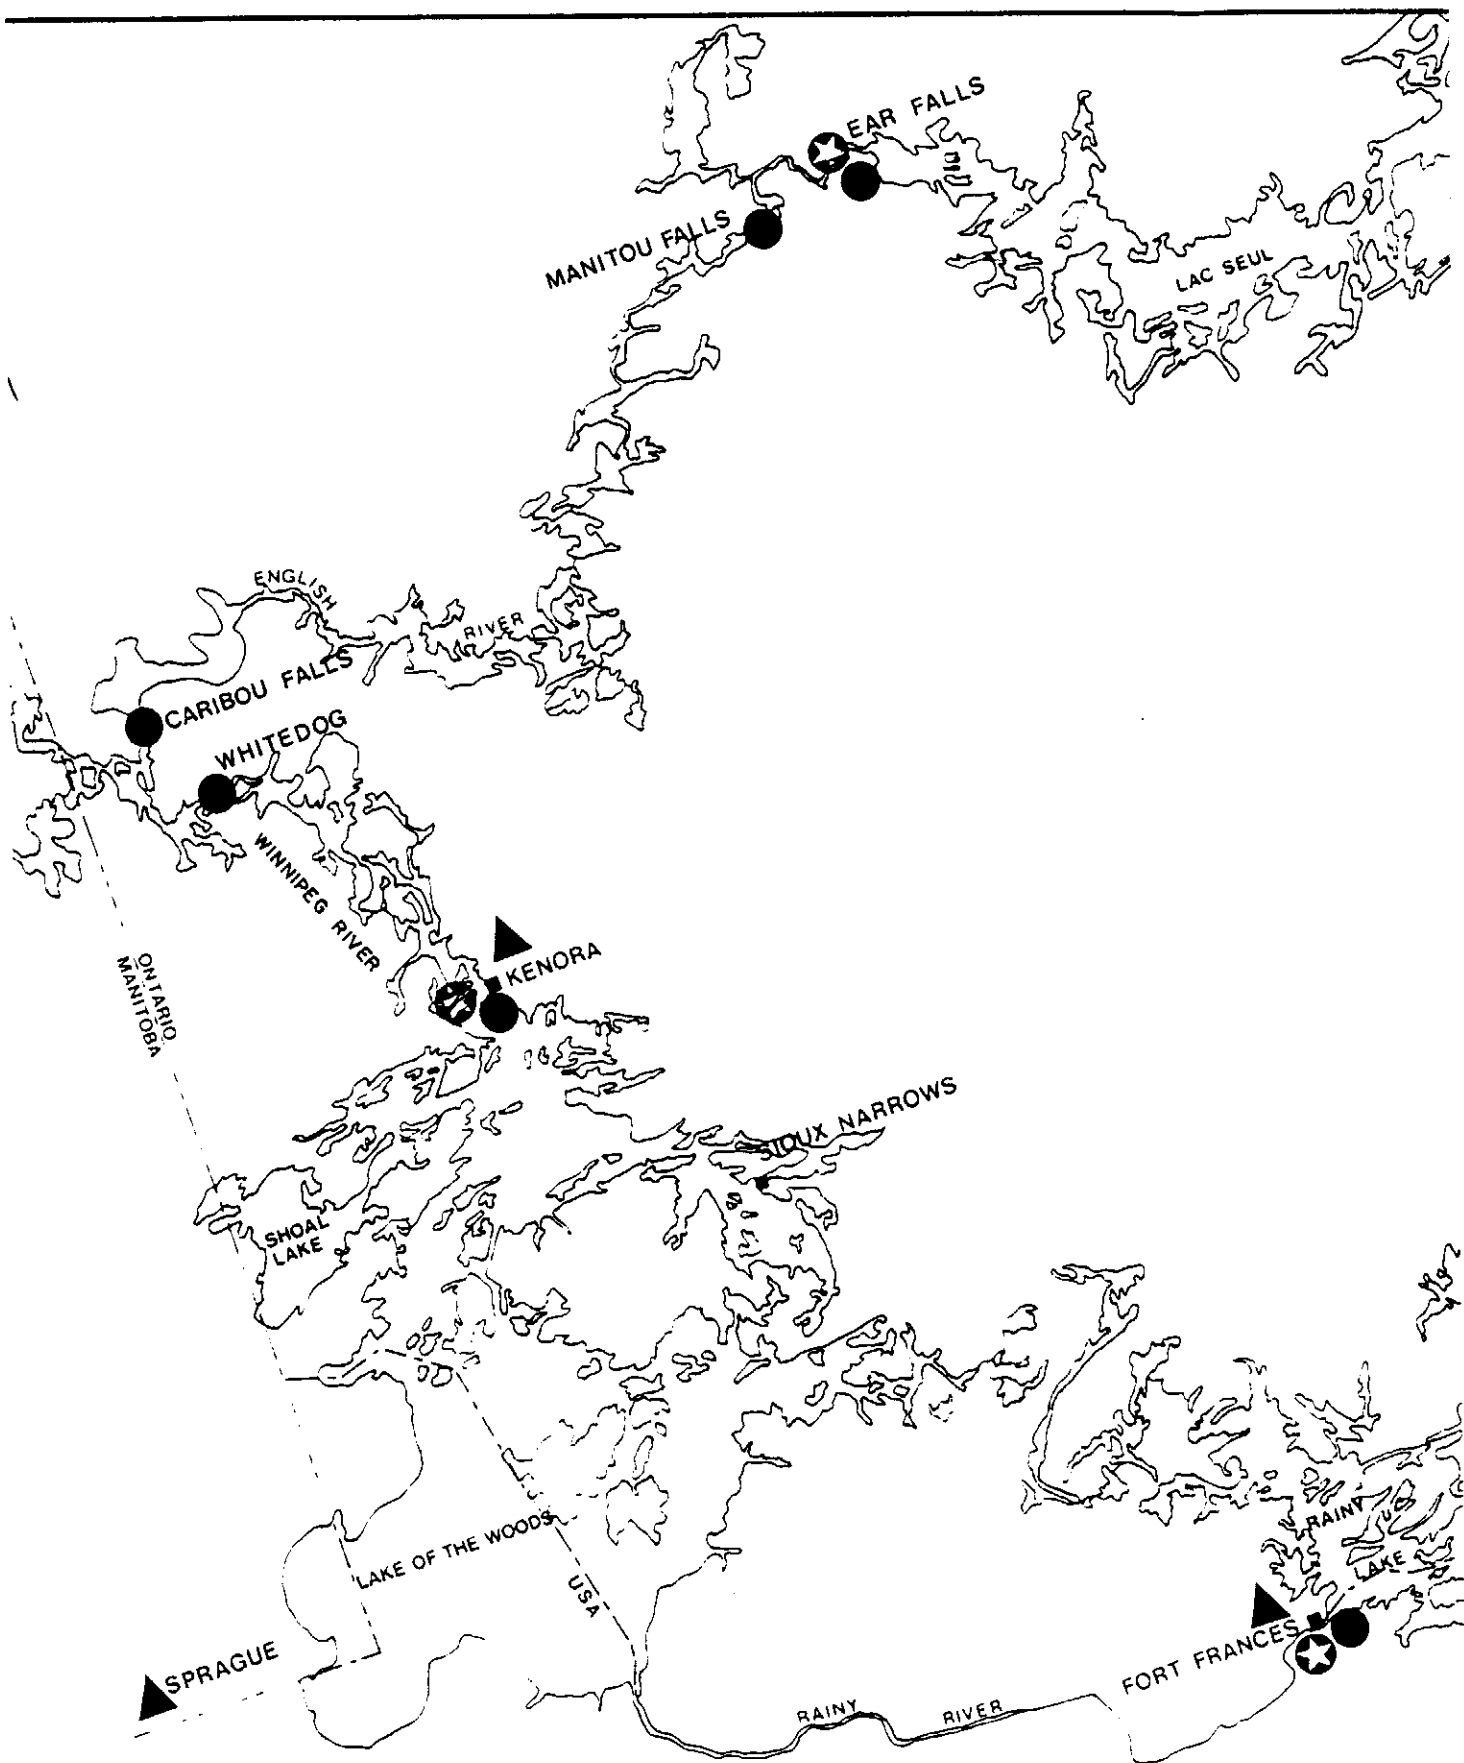 EAR FALLS
MANITOU FALLS
LAC SEUL
ENGLISH
RIVER
CARIBOU FALLS
WHITEDOG
WINNIPEG RIVER
KENORA
ONTARIO
MANITOBA
SIOUX NARROWS
SHOAL
LAKE
RAINY
LAKE
LAKE OF THE WOODS
USA
FORT FRANCES
SPRAGUE
RAINY
RIVER